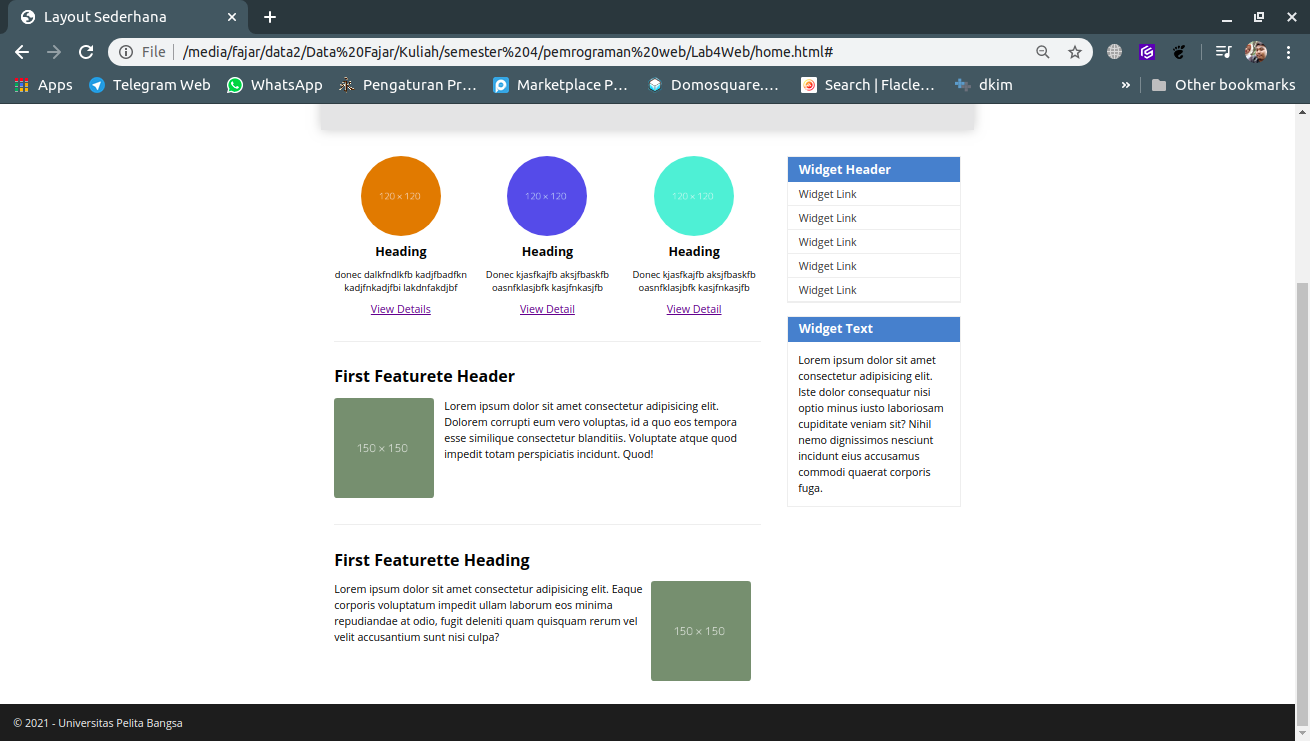 Layout Sederhana
File
/media/fajar/data2/Data%20Fajar/Kuliah/semester%204/pemrograman%20web/Lab4Web/home.html#
Apps
Telegram Web
WhatsApp
Pengaturan Pr…
Marketplace P…
Domosquare.…
Search | Flacle…
dkim
»
Other bookmarks
120 × 120
120 × 120
120 × 120
Heading
Heading
Heading
donec dalkfndlkfb kadjfbadfkn
kadjfnkadjfbi lakdnfakdjbf
Donec kjasfkajfb aksjfbaskfb
oasnfklasjbfk kasjfnkasjfb
Donec kjasfkajfb aksjfbaskfb
oasnfklasjbfk kasjfnkasjfb
View Details
View Detail
View Detail
First Featurete Header
150 × 150
Lorem ipsum dolor sit amet consectetur adipisicing elit.
Dolorem corrupti eum vero voluptas, id a quo eos tempora
esse similique consectetur blanditiis. Voluptate atque quod
impedit totam perspiciatis incidunt. Quod!
First Featurette Heading
Lorem ipsum dolor sit amet consectetur adipisicing elit. Eaque
corporis voluptatum impedit ullam laborum eos minima
repudiandae at odio, fugit deleniti quam quisquam rerum vel
velit accusantium sunt nisi culpa?
150 × 150
Widget Header
Widget Link
Widget Link
Widget Link
Widget Link
Widget Link
Widget Text
Lorem ipsum dolor sit amet
consectetur adipisicing elit.
Iste dolor consequatur nisi
optio minus iusto laboriosam
cupiditate veniam sit? Nihil
nemo dignissimos nesciunt
incidunt eius accusamus
commodi quaerat corporis
fuga.
© 2021 - Universitas Pelita Bangsa